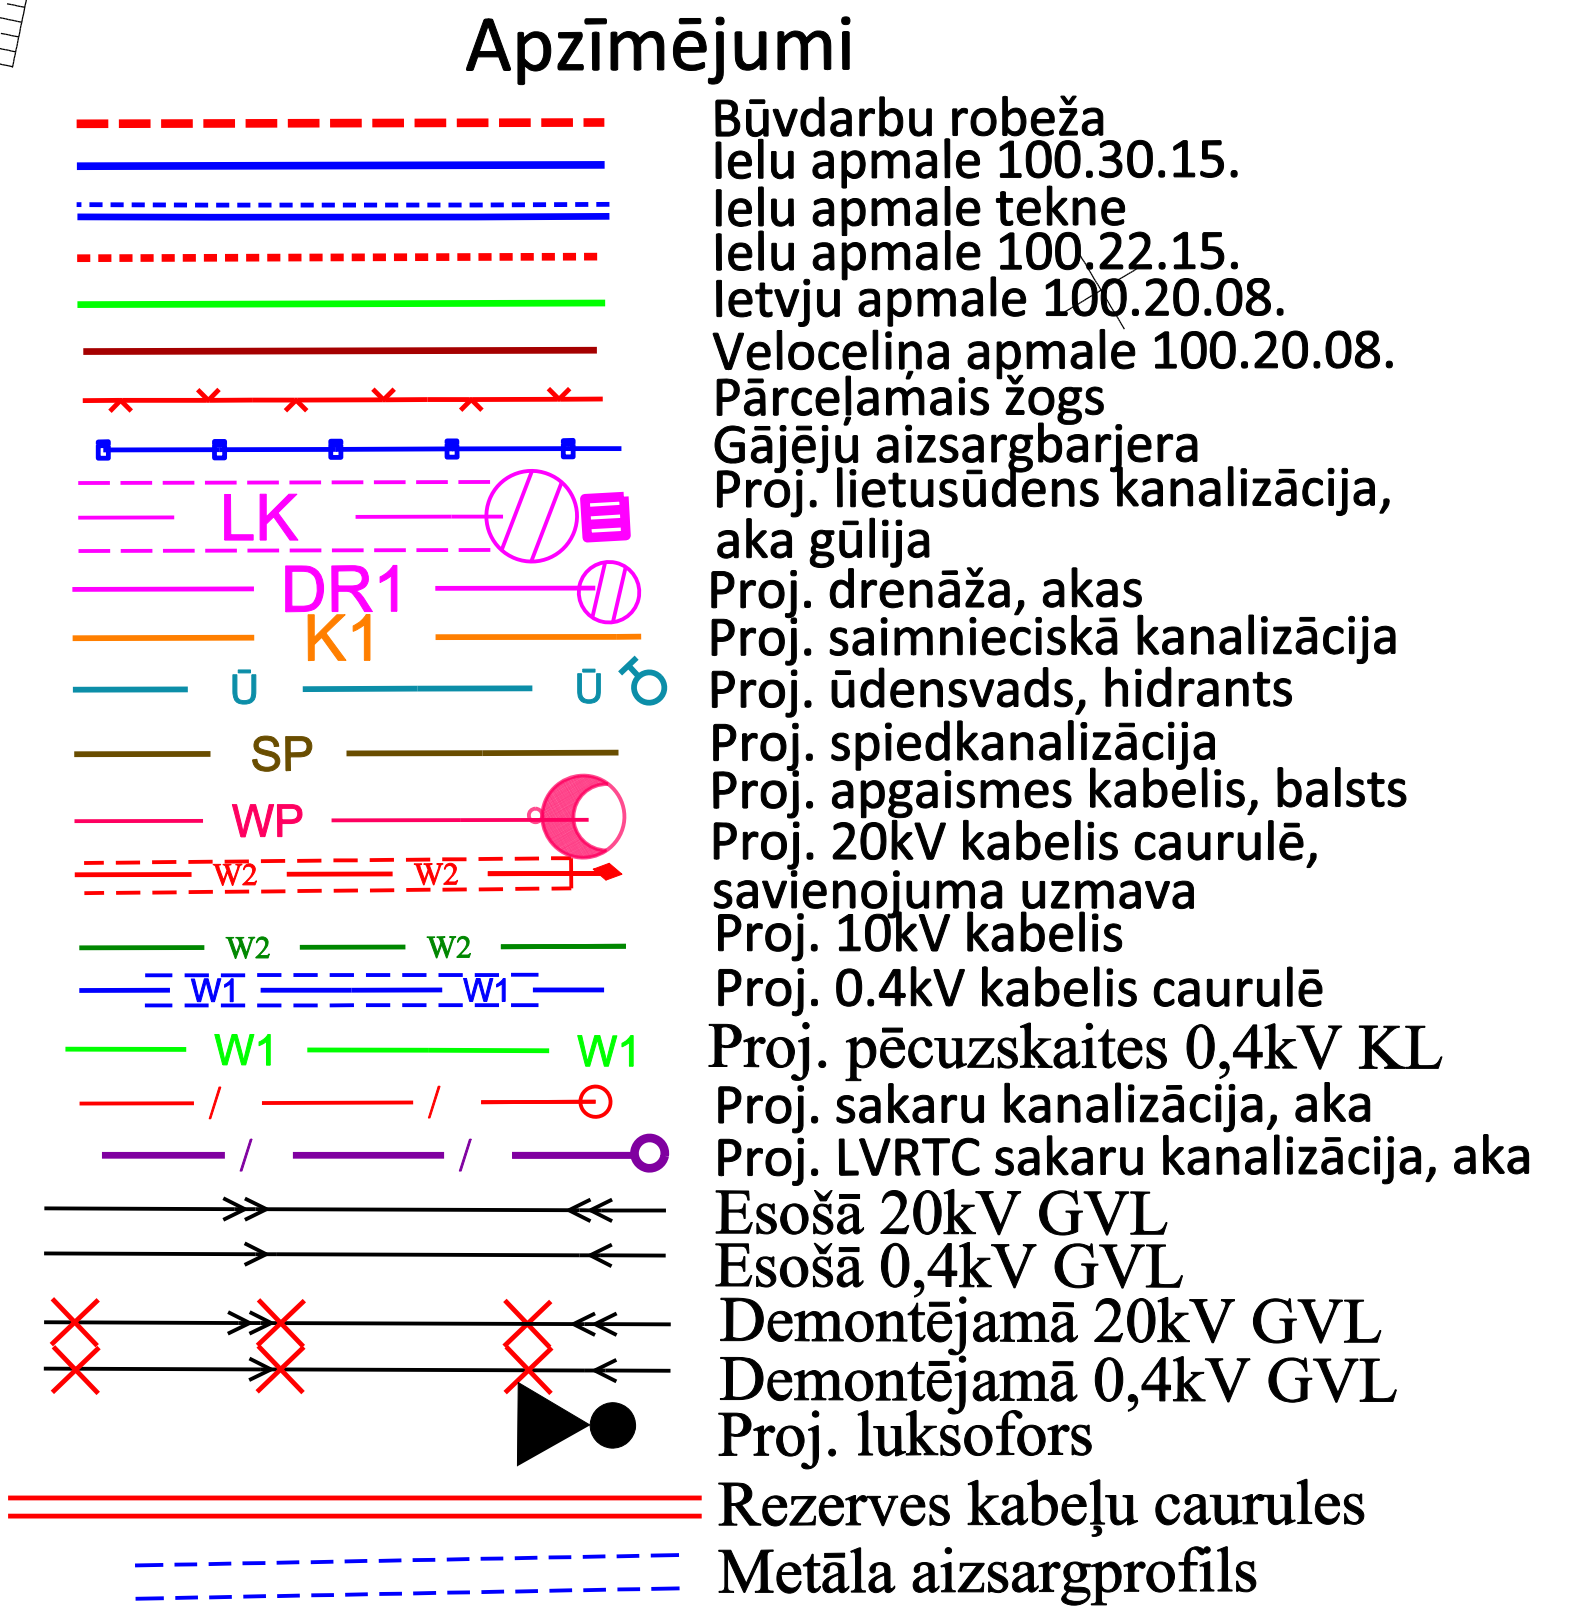 Apzīmējumi
Būvdarbu robeža
Ielu apmale 100.30.15.
Ielu apmale tekne
Ielu apmale 100.22.15.
Ietvju apmale 100.20.08.
Veloceliņa apmale 100.20.08.
Pārceļamais žogs
Gājēju aizsargbarjera
LK Proj. lietusūdens kanalizācija,
aka gūlija
DR1 Proj. drenāža, akas
K1 Proj. saimnieciskā kanalizācija
Ū Ū Proj. ūdensvads, hidrants
SP Proj. spiedkanalizācija
WP Proj. apgaismes kabelis, balsts
W2 W2 Proj. 20kV kabelis caurulē,
savienojuma uzmava
W2 W2 Proj. 10kV kabelis
W1 W1 Proj. 0.4kV kabelis caurulē
W1 W1 Proj. pēcuzskaites 0,4kV KL
/ / Proj. sakaru kanalizācija, aka
/ / Proj. LVRTC sakaru kanalizācija, aka
Esošā 20kV GVL
Esošā 0,4kV GVL
Demontējamā 20kV GVL
Demontējamā 0,4kV GVL
Proj. luksofors
Rezerves kabeļu caurules
Metāla aizsargprofils